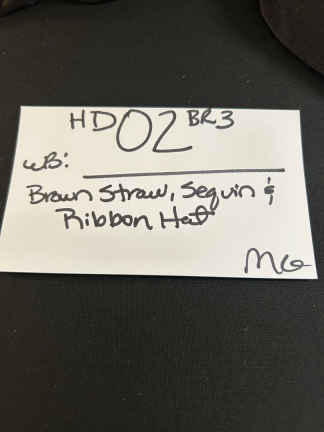 HD02 BR3
WB:
Brown Straw, Sequin &
Ribbon Hat
MG